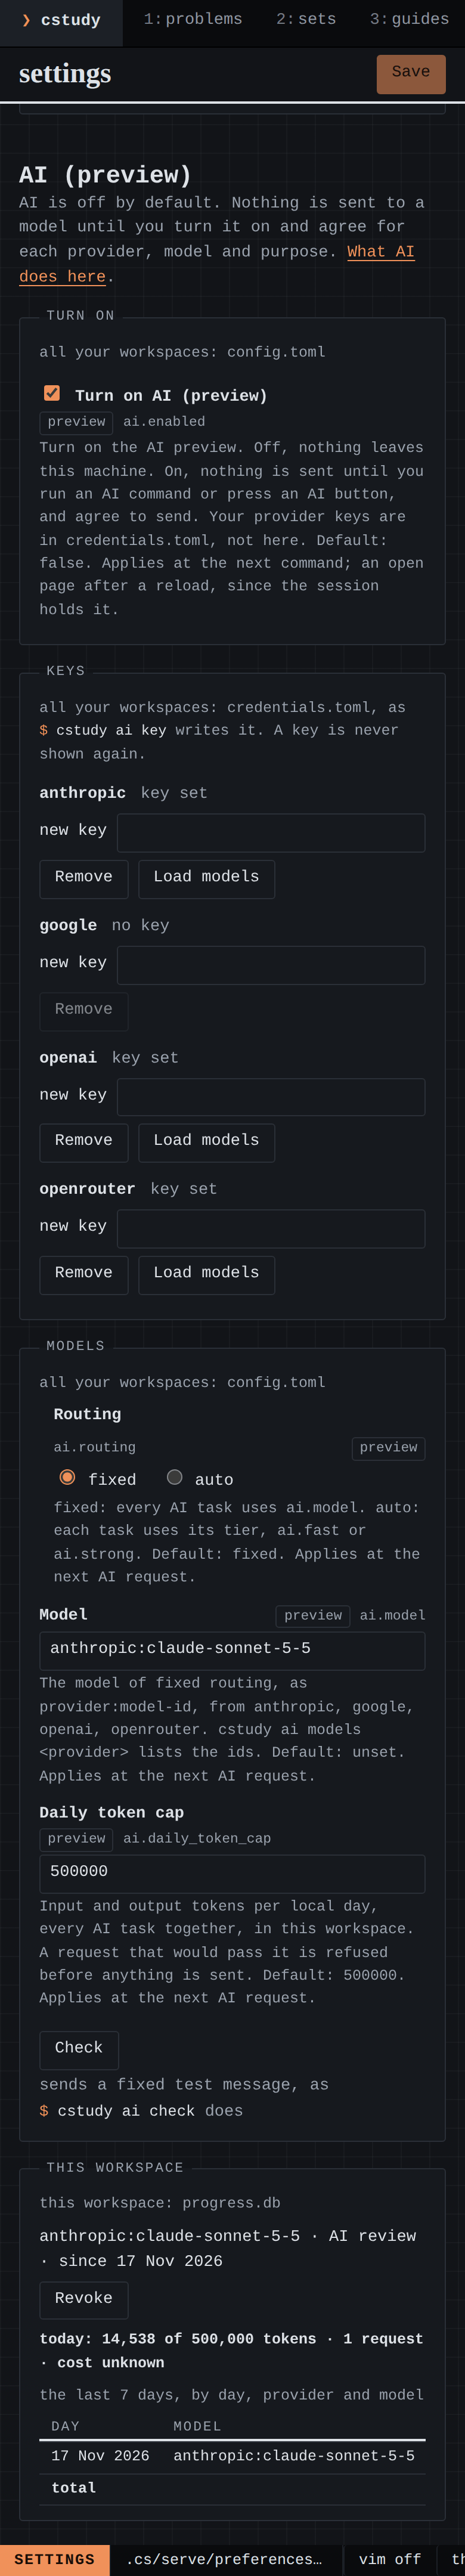 ❯ cstudy 1:problems 2:sets 3:guides
settings Save
AI (preview)
AI is off by default. Nothing is sent to a
model until you turn it on and agree for
each provider, model and purpose. What AI
does here.
TURN ON
all your workspaces: config.toml
Turn on AI (preview)
preview ai.enabled
Turn on the AI preview. Off, nothing leaves
this machine. On, nothing is sent until you
run an AI command or press an AI button,
and agree to send. Your provider keys are
in credentials.toml, not here. Default:
false. Applies at the next command; an open
page after a reload, since the session
holds it.
KEYS
all your workspaces: credentials.toml, as
$ cstudy ai key writes it. A key is never
shown again.
anthropic key set
new key
Remove Load models
google no key
new key
Remove
openai key set
new key
Remove Load models
openrouter key set
new key
Remove Load models
MODELS
all your workspaces: config.toml
Routing
ai.routing preview
fixed auto
fixed: every AI task uses ai.model. auto:
each task uses its tier, ai.fast or
ai.strong. Default: fixed. Applies at the
next AI request.
Model preview ai.model
anthropic:claude-sonnet-5-5
The model of fixed routing, as
provider:model-id, from anthropic, google,
openai, openrouter. cstudy ai models
<provider> lists the ids. Default: unset.
Applies at the next AI request.
Daily token cap
preview ai.daily_token_cap
500000
Input and output tokens per local day,
every AI task together, in this workspace.
A request that would pass it is refused
before anything is sent. Default: 500000.
Applies at the next AI request.
Check
sends a fixed test message, as
$ cstudy ai check does
THIS WORKSPACE
this workspace: progress.db
anthropic:claude-sonnet-5-5 · AI review
· since 17 Nov 2026
Revoke
today: 14,538 of 500,000 tokens · 1 request
· cost unknown
the last 7 days, by day, provider and model
DAY MODEL
17 Nov 2026 anthropic:claude-sonnet-5-5
total
SETTINGS .cs/serve/preferences… vim off th